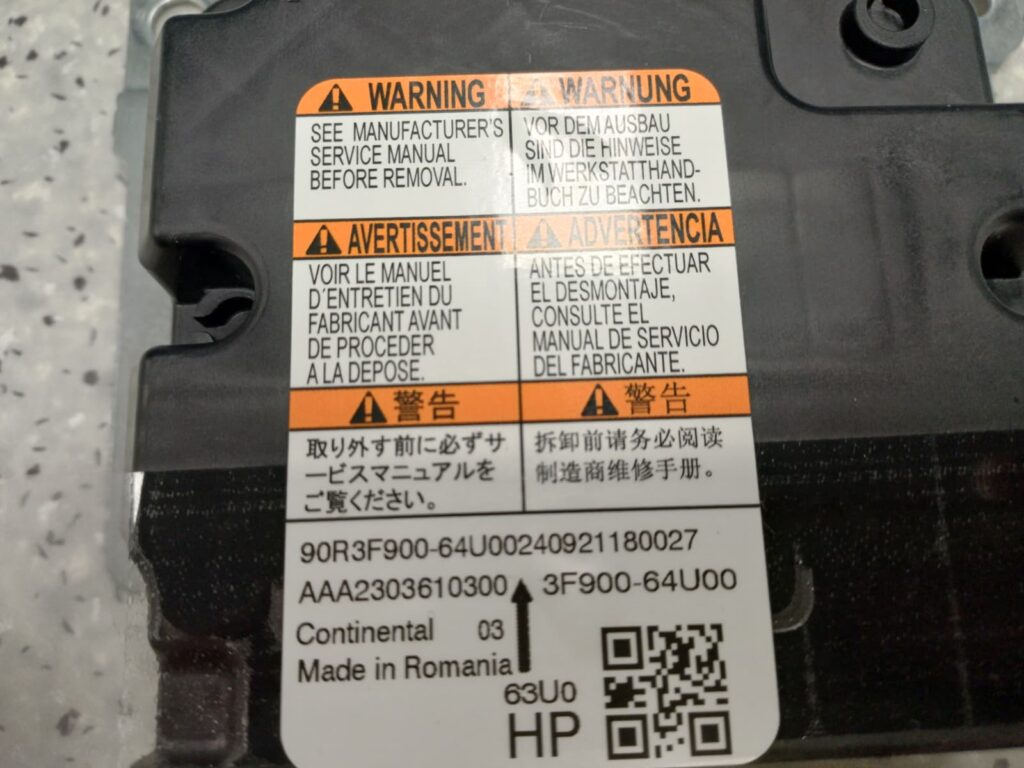 WARNING
SEE MANUFACTURER'S
SERVICE MANUAL
BEFORE REMOVAL.
WARNUNG
VOR DEM AUSBAU
SIND DIE HINWEISE
IM WERKSTATTHAND-
BUCH ZU BEACHTEN.
AVERTISSEMENT
VOIR LE MANUEL
D'ENTRETIEN DU
FABRICANT AVANT
DE PROCEDER
A LA DEPOSE.
ADVERTENCIA
ANTES DE EFECTUAR
EL DESMONTAJE,
CONSULTE EL
MANUAL DE SERVICIO
DEL FABRICANTE.
警告
取り外す前に必ずサ
ービスマニュアルを
ご覧ください。
警告
拆卸前请务必阅读
制造商维修手册。
90R3F900-64U00240921180027
AAA2303610300 3F900-64U00
Continental 03
Made in Romania
63U0
HP